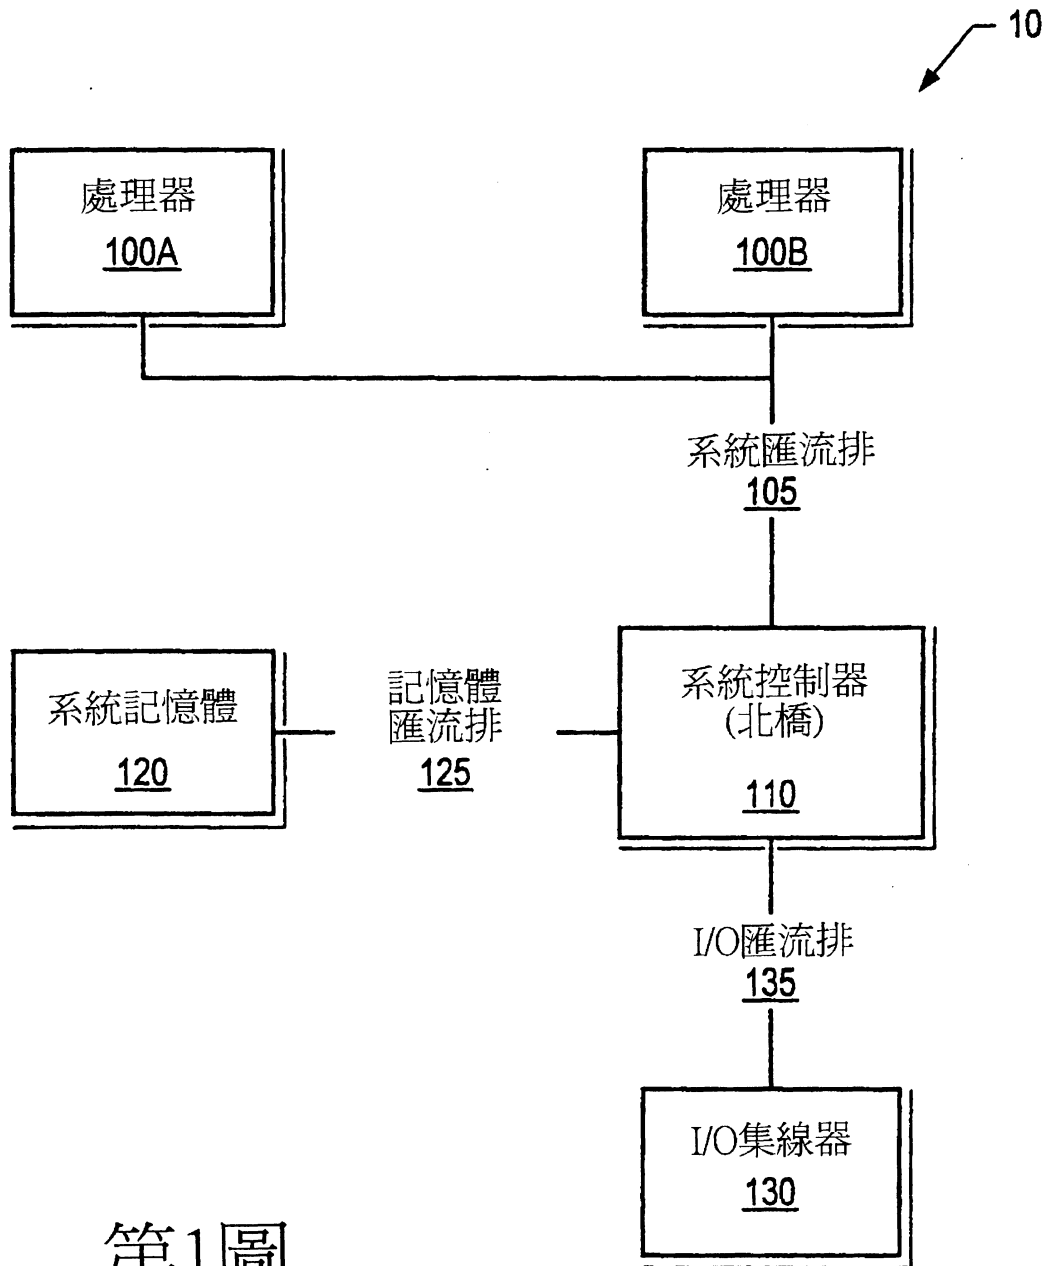 10
處理器
100A
處理器
100B
系統匯流排
105
系統記憶體
120
記憶體
匯流排
125
系統控制器
(北橋)
110
I/O匯流排
135
I/O集線器
130
第1圖